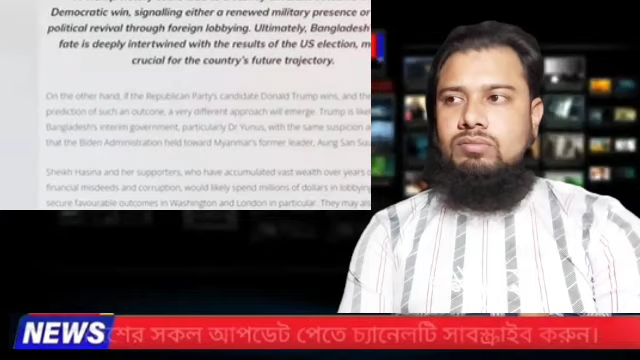 Democratic win, signalling either a renewed military presence or
political revival through foreign lobbying. Ultimately, Bangladesh
fate is deeply intertwined with the results of the US election, m
crucial for the country's future trajectory.
On the other hand, if the Republican Party's candidate Donald Trump wins, and the
prediction of such an outcome, a very different approach will emerge. Trump is likel
Bangladesh's interim government, particularly Dr Yunus, with the same suspicion a
that the Biden Administration held toward Myanmar's former leader, Aung San Suu
Sheikh Hasina and her supporters, who have accumulated vast wealth over years o
financial misdeeds and corruption, would likely spend millions of dollars in lobbying
secure favourable outcomes in Washington and London in particular. They may al
NEWS শের সকল আপডেট পেতে চ্যানেলটি সাবস্ক্রাইব করুন।